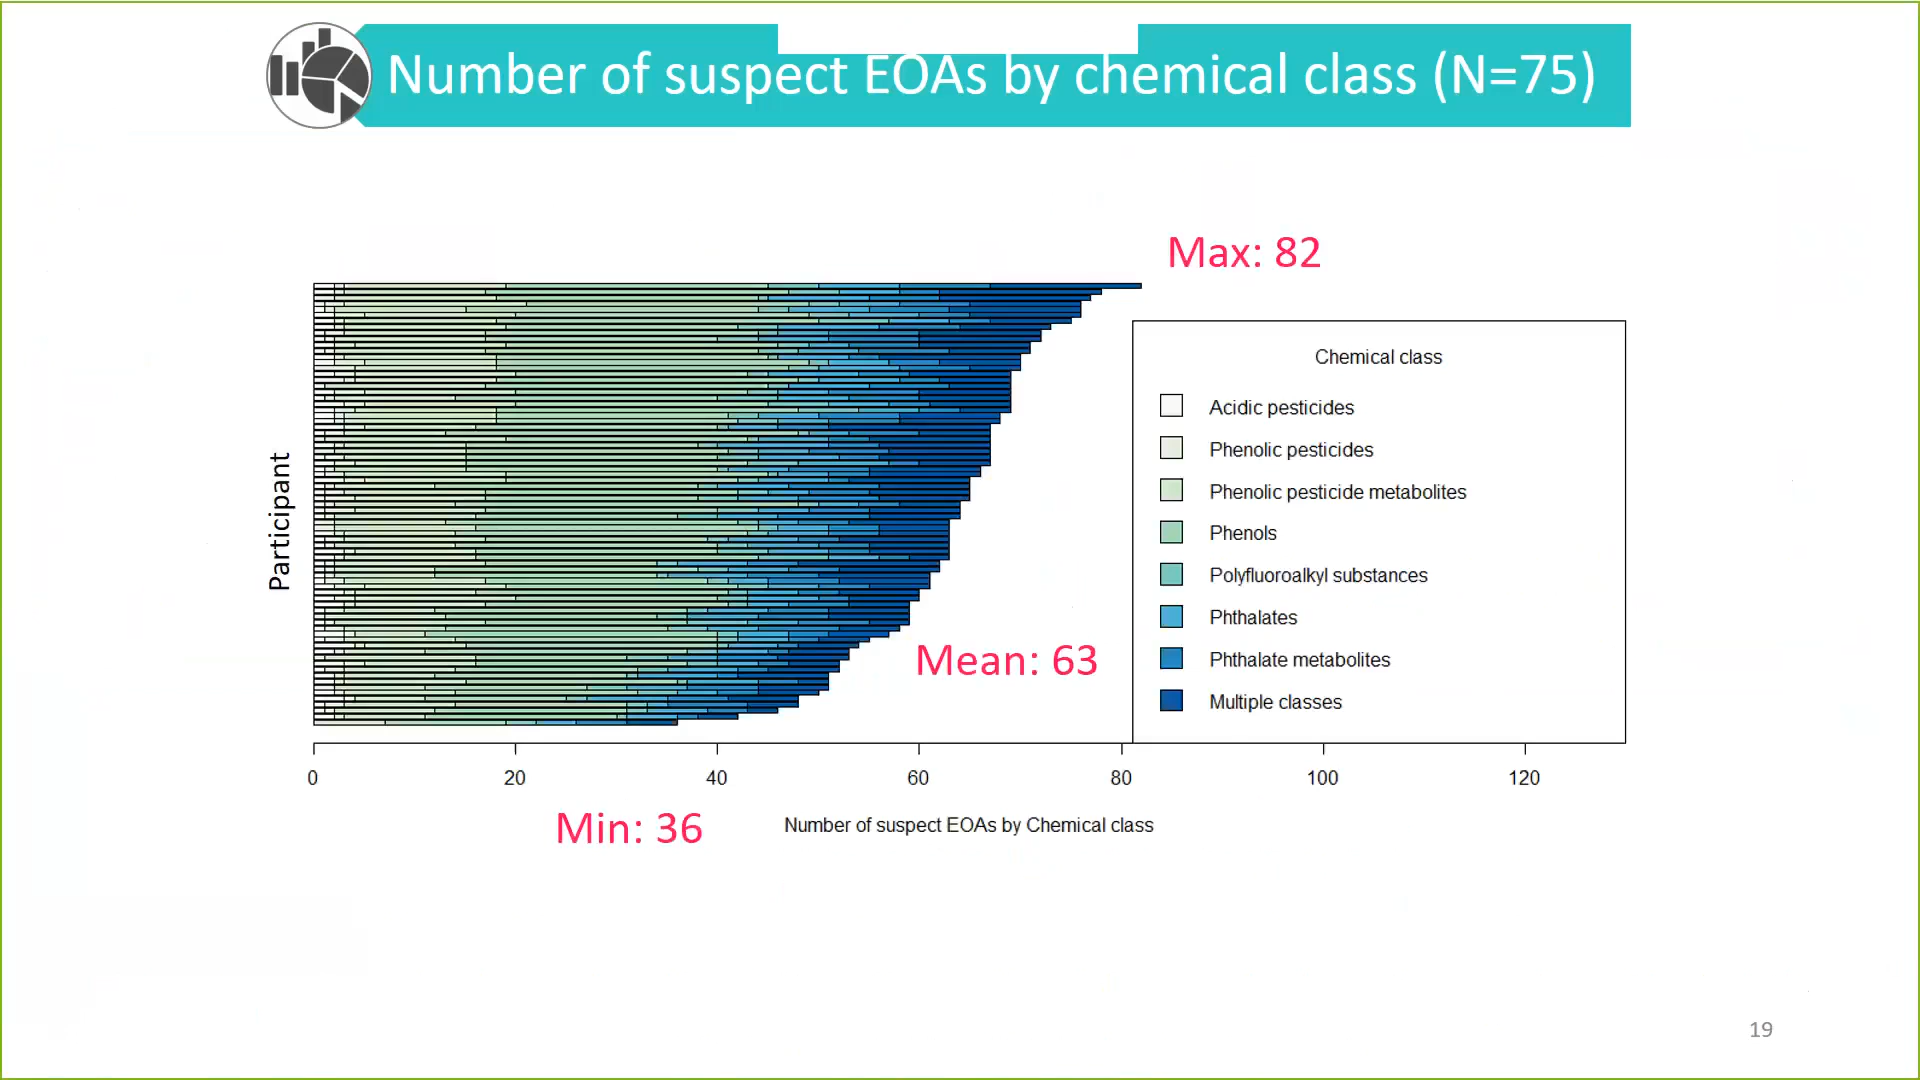 Number of suspect EOAs by chemical class (N=75)
Max: 82
Chemical class
Acidic pesticides
Phenolic pesticides
Phenolic pesticide metabolites
Phenols
Polyfluoroalkyl substances
Phthalates
Phthalate metabolites
Multiple classes
Participant
Mean: 63
0 20 40 60 80 100 120
Min: 36
Number of suspect EOAs by Chemical class
19